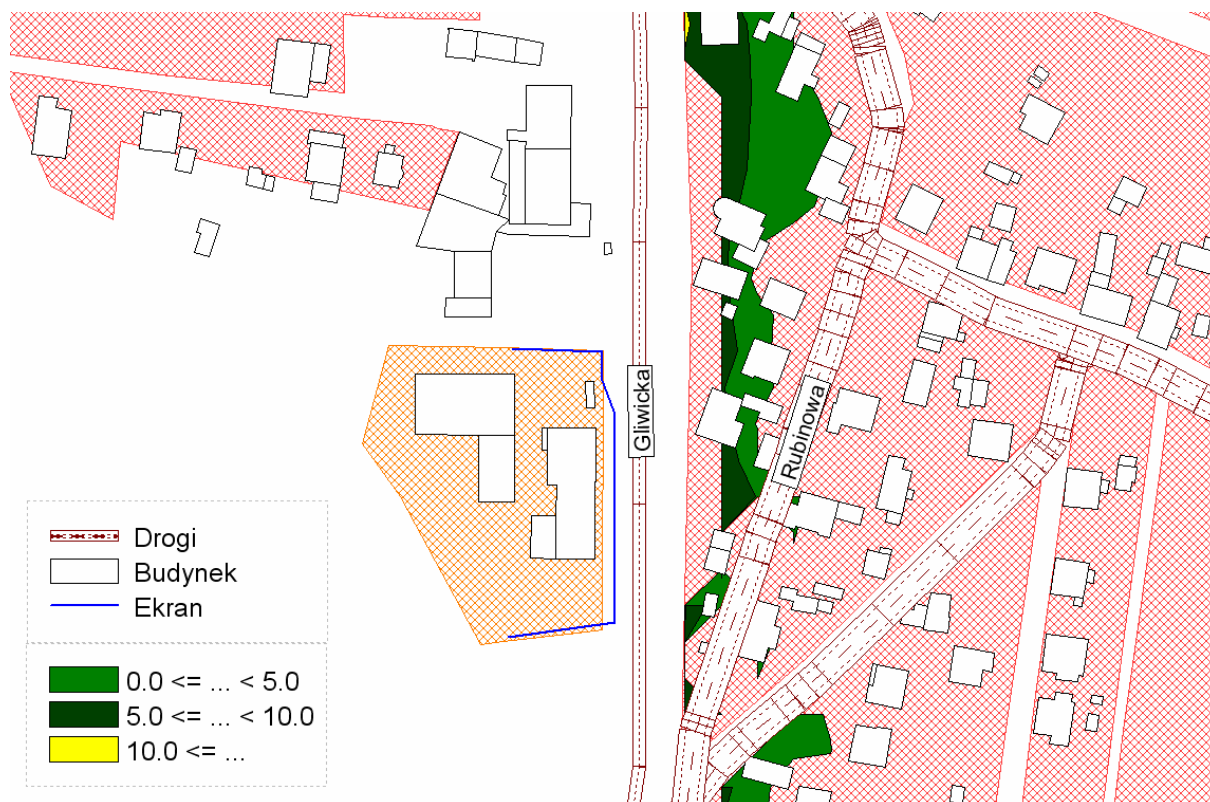 Gliwicka
Rubinowa
Drogi
Budynek
Ekran
0.0 <= ... < 5.0
5.0 <= ... < 10.0
10.0 <= ...